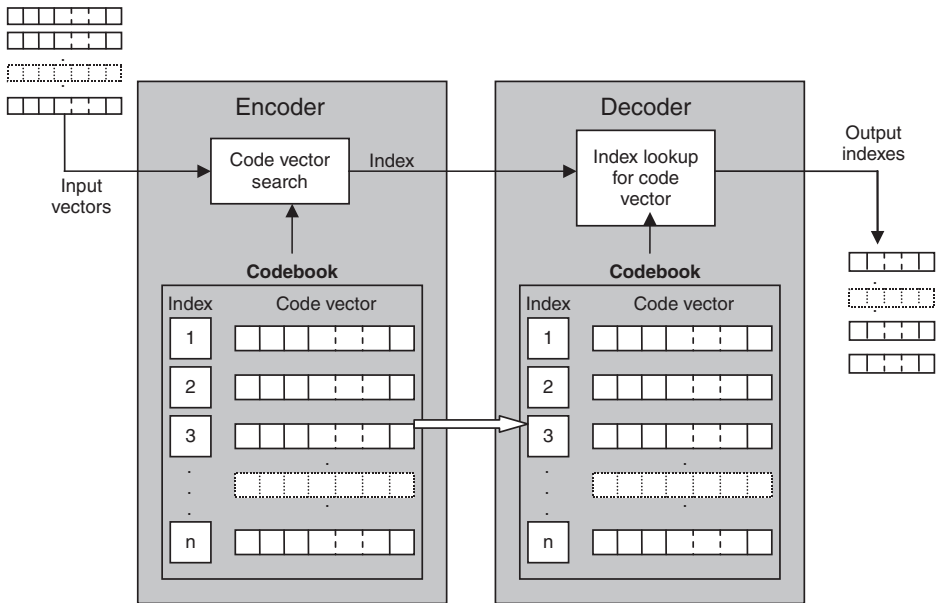 Encoder
Decoder
Code vector
search
Index
Index lookup
for code
vector
Output
indexes
Input
vectors
Codebook
Codebook
Index
Code vector
1
2
3
n
Index
Code vector
1
2
3
n